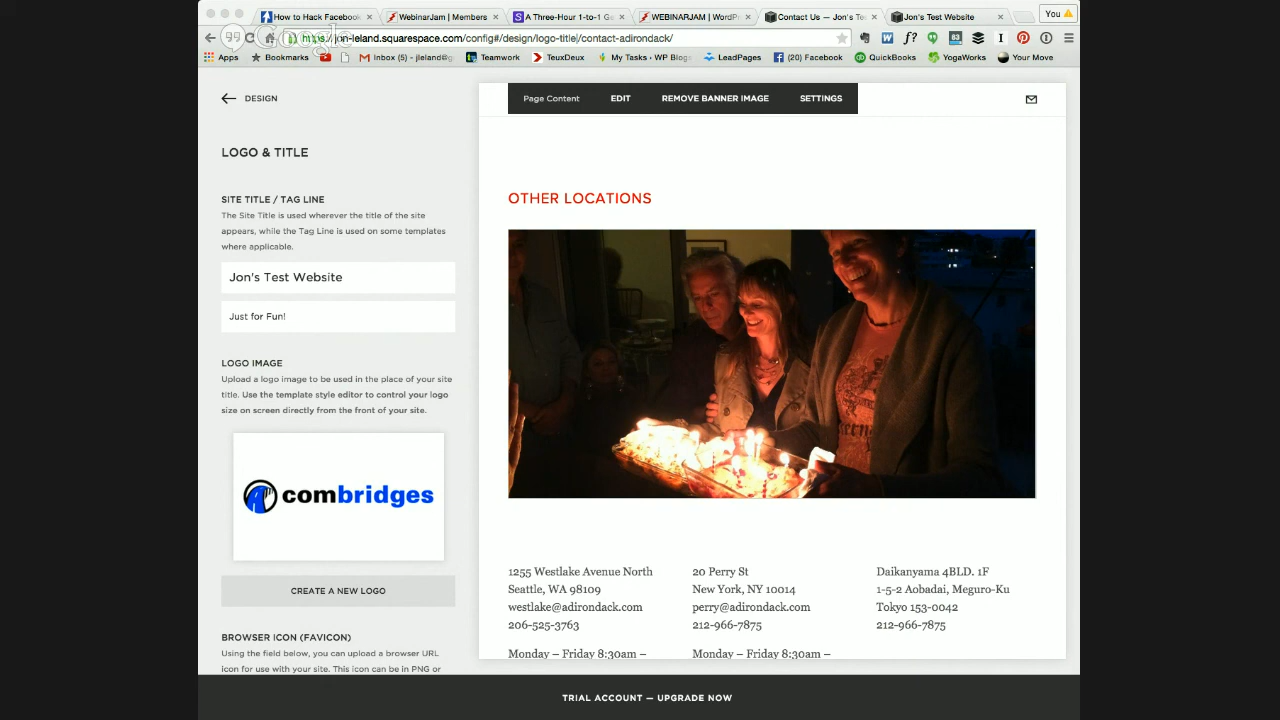 How to Hack Facebook
WebinarJam | Members
A Three-Hour 1-to-1 Ge
WEBINARJAM | WordPr
Contact Us — Jon's Te
Jon's Test Website
You
Google
https://jon-leland.squarespace.com/config#/design/logo-title/contact-adirondack/
Apps
Bookmarks
Inbox (5) - jleland@g
Teamwork
TeuxDeux
My Tasks ‹ WP Blogs
LeadPages
(20) Facebook
QuickBooks
YogaWorks
Your Move
DESIGN
Page Content EDIT REMOVE BANNER IMAGE SETTINGS
LOGO & TITLE
SITE TITLE / TAG LINE
The Site Title is used wherever the title of the site
appears, while the Tag Line is used on some templates
where applicable.
Jon's Test Website
Just for Fun!
LOGO IMAGE
Upload a logo image to be used in the place of your site
title. Use the template style editor to control your logo
size on screen directly from the front of your site.
combridges
CREATE A NEW LOGO
BROWSER ICON (FAVICON)
Using the field below, you can upload a browser URL
icon for use with your site. This icon can be in PNG or
OTHER LOCATIONS
1255 Westlake Avenue North
Seattle, WA 98109
westlake@adirondack.com
206-525-3763
Monday – Friday 8:30am –
20 Perry St
New York, NY 10014
perry@adirondack.com
212-966-7875
Monday – Friday 8:30am –
Daikanyama 4BLD. 1F
1-5-2 Aobadai, Meguro-Ku
Tokyo 153-0042
212-966-7875
TRIAL ACCOUNT — UPGRADE NOW